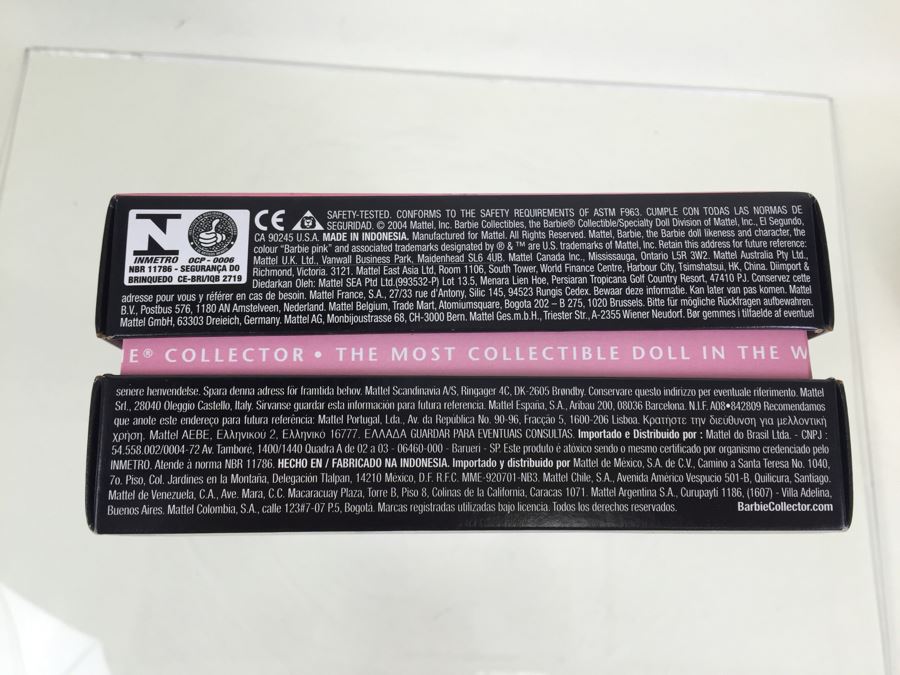 N
INMETRO OCP - 0006
NBR 11786 - SEGURANÇA DO
BRINQUEDO CE-BRI/IQB 2719
CE SAFETY-TESTED. CONFORMS TO THE SAFETY REQUIREMENTS OF ASTM F963. CUMPLE CON TODAS LAS NORMAS DE
SEGURIDAD. © 2004 Mattel, Inc. Barbie Collectibles, the Barbie® Collectible/Specialty Doll Division of Mattel, Inc., El Segundo,
CA 90245 U.S.A. MADE IN INDONESIA. Manufactured for Mattel. All Rights Reserved. Mattel, Barbie, the Barbie doll likeness and character, the
colour "Barbie pink" and associated trademarks designated by ® & ™ are U.S. trademarks of Mattel, Inc. Retain this address for future reference:
Mattel U.K. Ltd., Vanwall Business Park, Maidenhead SL6 4UB. Mattel Canada Inc., Mississauga, Ontario L5R 3W2. Mattel Australia Pty Ltd.,
Richmond, Victoria. 3121. Mattel East Asia Ltd, Room 1106, South Tower, World Finance Centre, Harbour City, Tsimshatsui, HK, China. Diimport &
Diedarkan Oleh: Mattel SEA Ptd Ltd.(993532-P) Lot 13.5, Menara Lien Hoe, Persiaran Tropicana Golf Country Resort, 47410 PJ. Conservez cette
adresse pour vous y référer en cas de besoin. Mattel France, S.A., 27/33 rue d'Antony, Silic 145, 94523 Rungis Cedex. Bewaar deze informatie. Kan later van pas komen. Mattel
B.V., Postbus 576, 1180 AN Amstelveen, Nederland. Mattel Belgium, Trade Mart, Atomiumsquare, Bogota 202 – B 275, 1020 Brussels. Bitte für mögliche Rückfragen aufbewahren.
Mattel GmbH, 63303 Dreieich, Germany. Mattel AG, Monbijoustrasse 68, CH-3000 Bern. Mattel Ges.m.b.H., Triester Str., A-2355 Wiener Neudorf. Bør gemmes i tilfælde af eventuel
E® COLLECTOR • THE MOST COLLECTIBLE DOLL IN THE W
senere henvendelse. Spara denna adress för framtida behov. Mattel Scandinavia A/S, Ringager 4C, DK-2605 Brøndby. Conservare questo indirizzo per eventuale riferimento. Mattel
Srl., 28040 Oleggio Castello, Italy. Sírvanse guardar esta información para futura referencia. Mattel España, S.A., Aribau 200, 08036 Barcelona. N.I.F. A08•842809 Recomendamos
que anote este endereço para futura referência: Mattel Portugal, Lda., Av. da República No. 90-96, Fracção 5, 1600-206 Lisboa. Κρατήστε την διεύθυνση για μελλοντική
χρήση. Mattel AEBE, Ελληνικού 2, Ελληνικό 16777. ΕΛΛΑΔΑ GUARDAR PARA EVENTUAIS CONSULTAS. Importado e Distribuido por : Mattel do Brasil Ltda. - CNPJ :
54.558.002/0004-72 Av. Tamboré, 1400/1440 Quadra A de 02 a 03 - 06460-000 - Barueri - SP. Este produto é atóxico sendo o mesmo certificado por organismo credenciado pelo
INMETRO. Atende à norma NBR 11786. HECHO EN / FABRICADO NA INDONESIA. Importado y distribuido por Mattel de México, S.A. de C.V., Camino a Santa Teresa No. 1040,
7o. Piso, Col. Jardines en la Montaña, Delegación Tlalpan, 14210 México, D.F. R.F.C. MME-920701-NB3. Mattel Chile, S.A., Avenida Américo Vespucio 501-B, Quilicura, Santiago.
Mattel de Venezuela, C.A., Ave. Mara, C.C. Macaracuay Plaza, Torre B, Piso 8, Colinas de la California, Caracas 1071. Mattel Argentina S.A., Curupaytí 1186, (1607) - Villa Adelina,
Buenos Aires. Mattel Colombia, S.A., calle 123#7-07 P.5, Bogotá. Marcas registradas utilizadas bajo licencia. Todos los derechos reservados. BarbieCollector.com